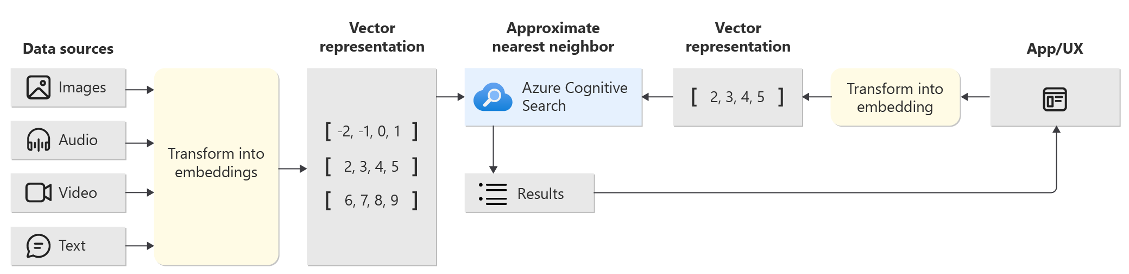 Data sources
Images
Audio
Video
Text
Transform into
embeddings
Vector
representation
[ -2, -1, 0, 1 ]
[ 2, 3, 4, 5 ]
[ 6, 7, 8, 9 ]
Approximate
nearest neighbor
Azure Cognitive
Search
Results
Vector
representation
[ 2, 3, 4, 5 ]
Transform into
embedding
App/UX